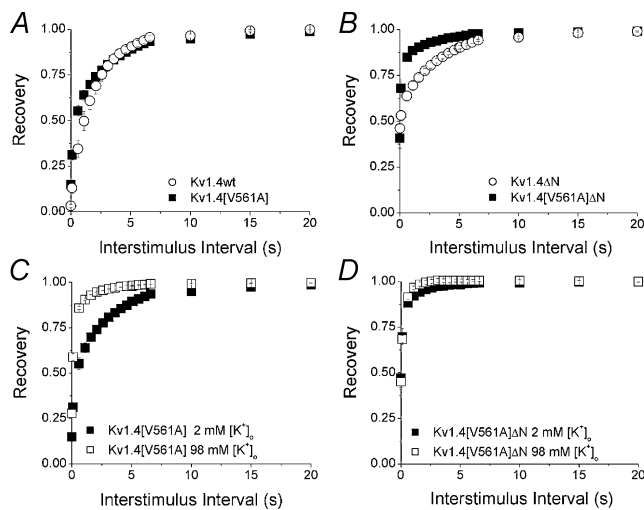 A
B
1.00
0.75
0.50
0.25
0.00
Recovery
Kv1.4wt
Kv1.4[V561A]
0 5 10 15 20
Interstimulus Interval (s)
1.00
0.75
0.50
0.25
0.00
Recovery
Kv1.4ΔN
Kv1.4[V561A]ΔN
0 5 10 15 20
Interstimulus Interval (s)
C
D
1.00
0.75
0.50
0.25
0.00
Recovery
Kv1.4[V561A] 2 mM [K⁺]ₒ
Kv1.4[V561A] 98 mM [K⁺]ₒ
0 5 10 15 20
Interstimulus Interval (s)
1.00
0.75
0.50
0.25
0.00
Recovery
Kv1.4[V561A]ΔN 2 mM [K⁺]ₒ
Kv1.4[V561A]ΔN 98 mM [K⁺]ₒ
0 5 10 15 20
Interstimulus Interval (s)